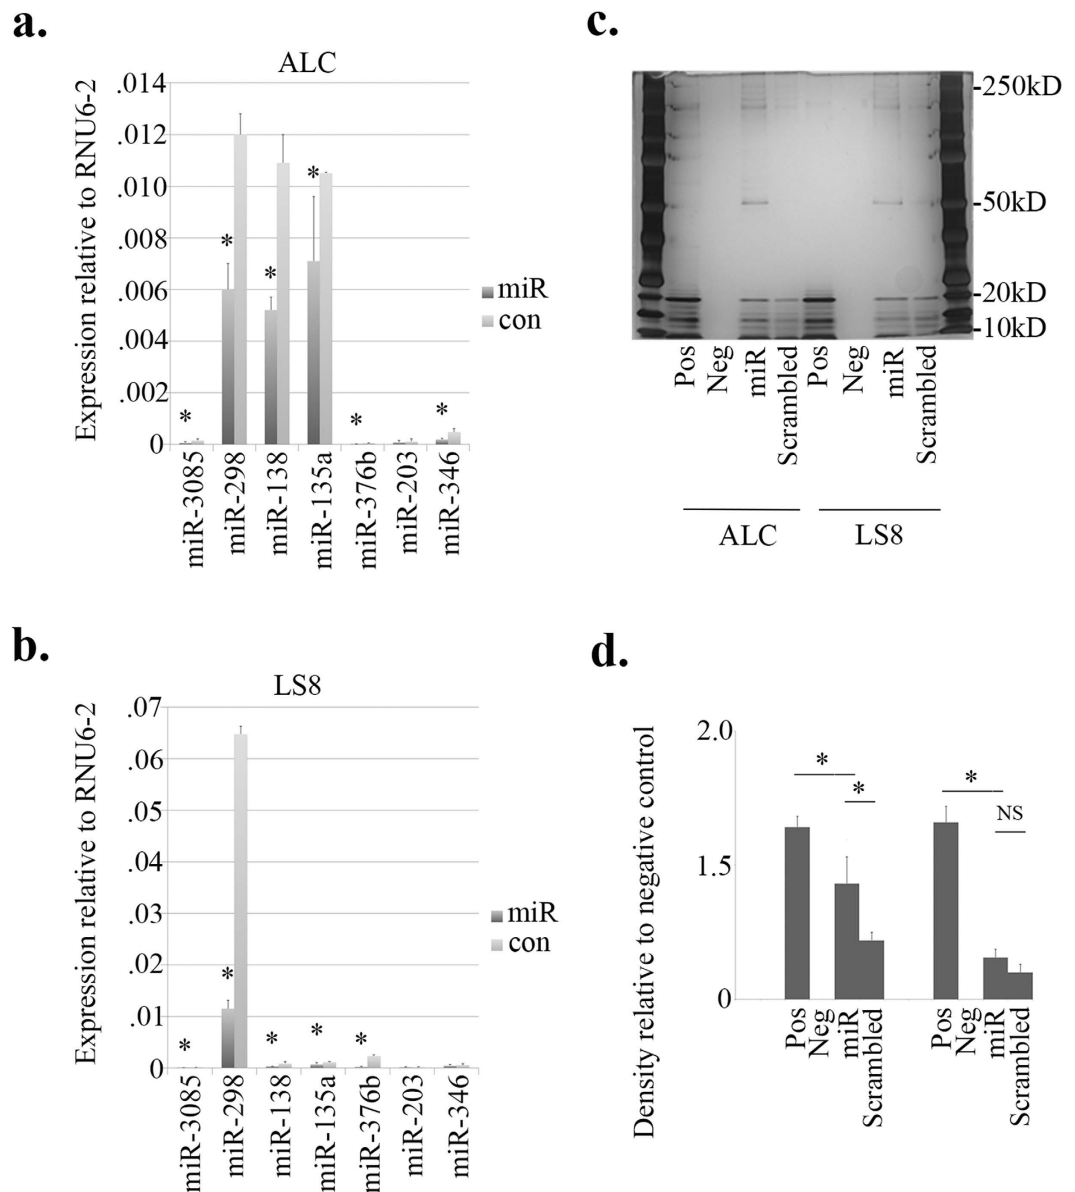 a.
ALC
Expression relative to RNU6-2
.014
.012
.010
.008
.006
.004
.002
0
*
*
*
*
*
*
miR
con
miR-3085
miR-298
miR-138
miR-135a
miR-376b
miR-203
miR-346
b.
LS8
Expression relative to RNU6-2
.07
.06
.05
.04
.03
.02
.01
0
*
*
*
*
*
miR
con
miR-3085
miR-298
miR-138
miR-135a
miR-376b
miR-203
miR-346
c.
-250kD
-50kD
-20kD
-10kD
Pos
Neg
miR
Scrambled
Pos
Neg
miR
Scrambled
ALC
LS8
d.
Density relative to negative control
2.0
1.5
0
*
*
*
NS
Pos
Neg
miR
Scrambled
Pos
Neg
miR
Scrambled